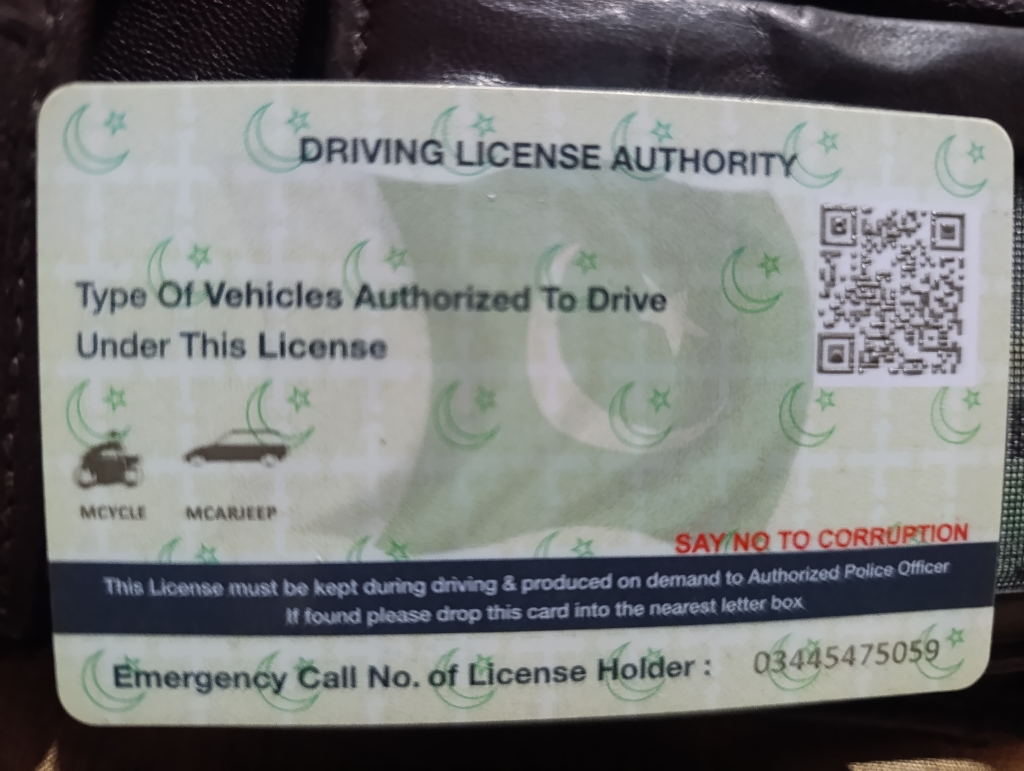 DRIVING LICENSE AUTHORITY
Type Of Vehicles Authorized To Drive
Under This License
MCYCLE MCARJEEP
SAY NO TO CORRUPTION
This License must be kept during driving & produced on demand to Authorized Police Officer
If found please drop this card into the nearest letter box
Emergency Call No. of License Holder : 03445475059